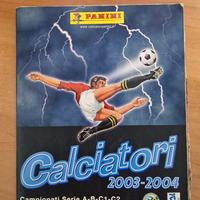 PANINI
Calciatori
2003-2004
Campionati Serie A-B-C1-C2